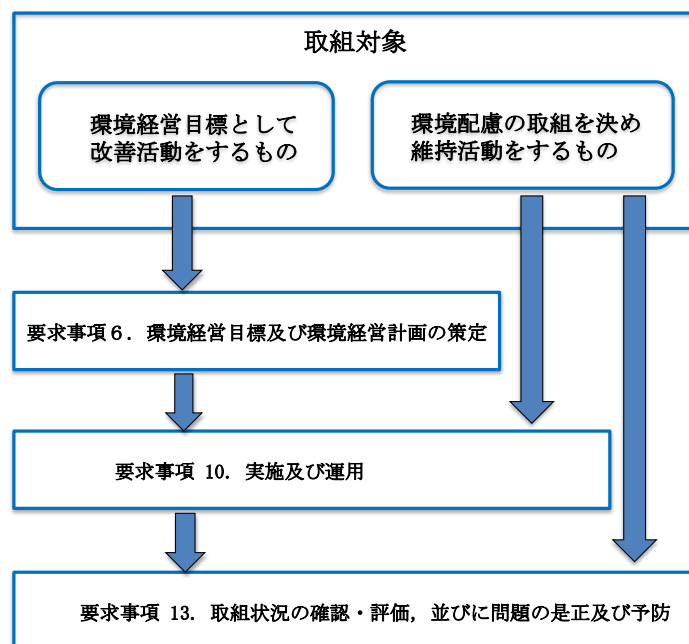 取組対象
環境経営目標として
改善活動をするもの
環境配慮の取組を決め
維持活動をするもの
要求事項６．環境経営目標及び環境経営計画の策定
要求事項 10．実施及び運用
要求事項 13．取組状況の確認・評価，並びに問題の是正及び予防